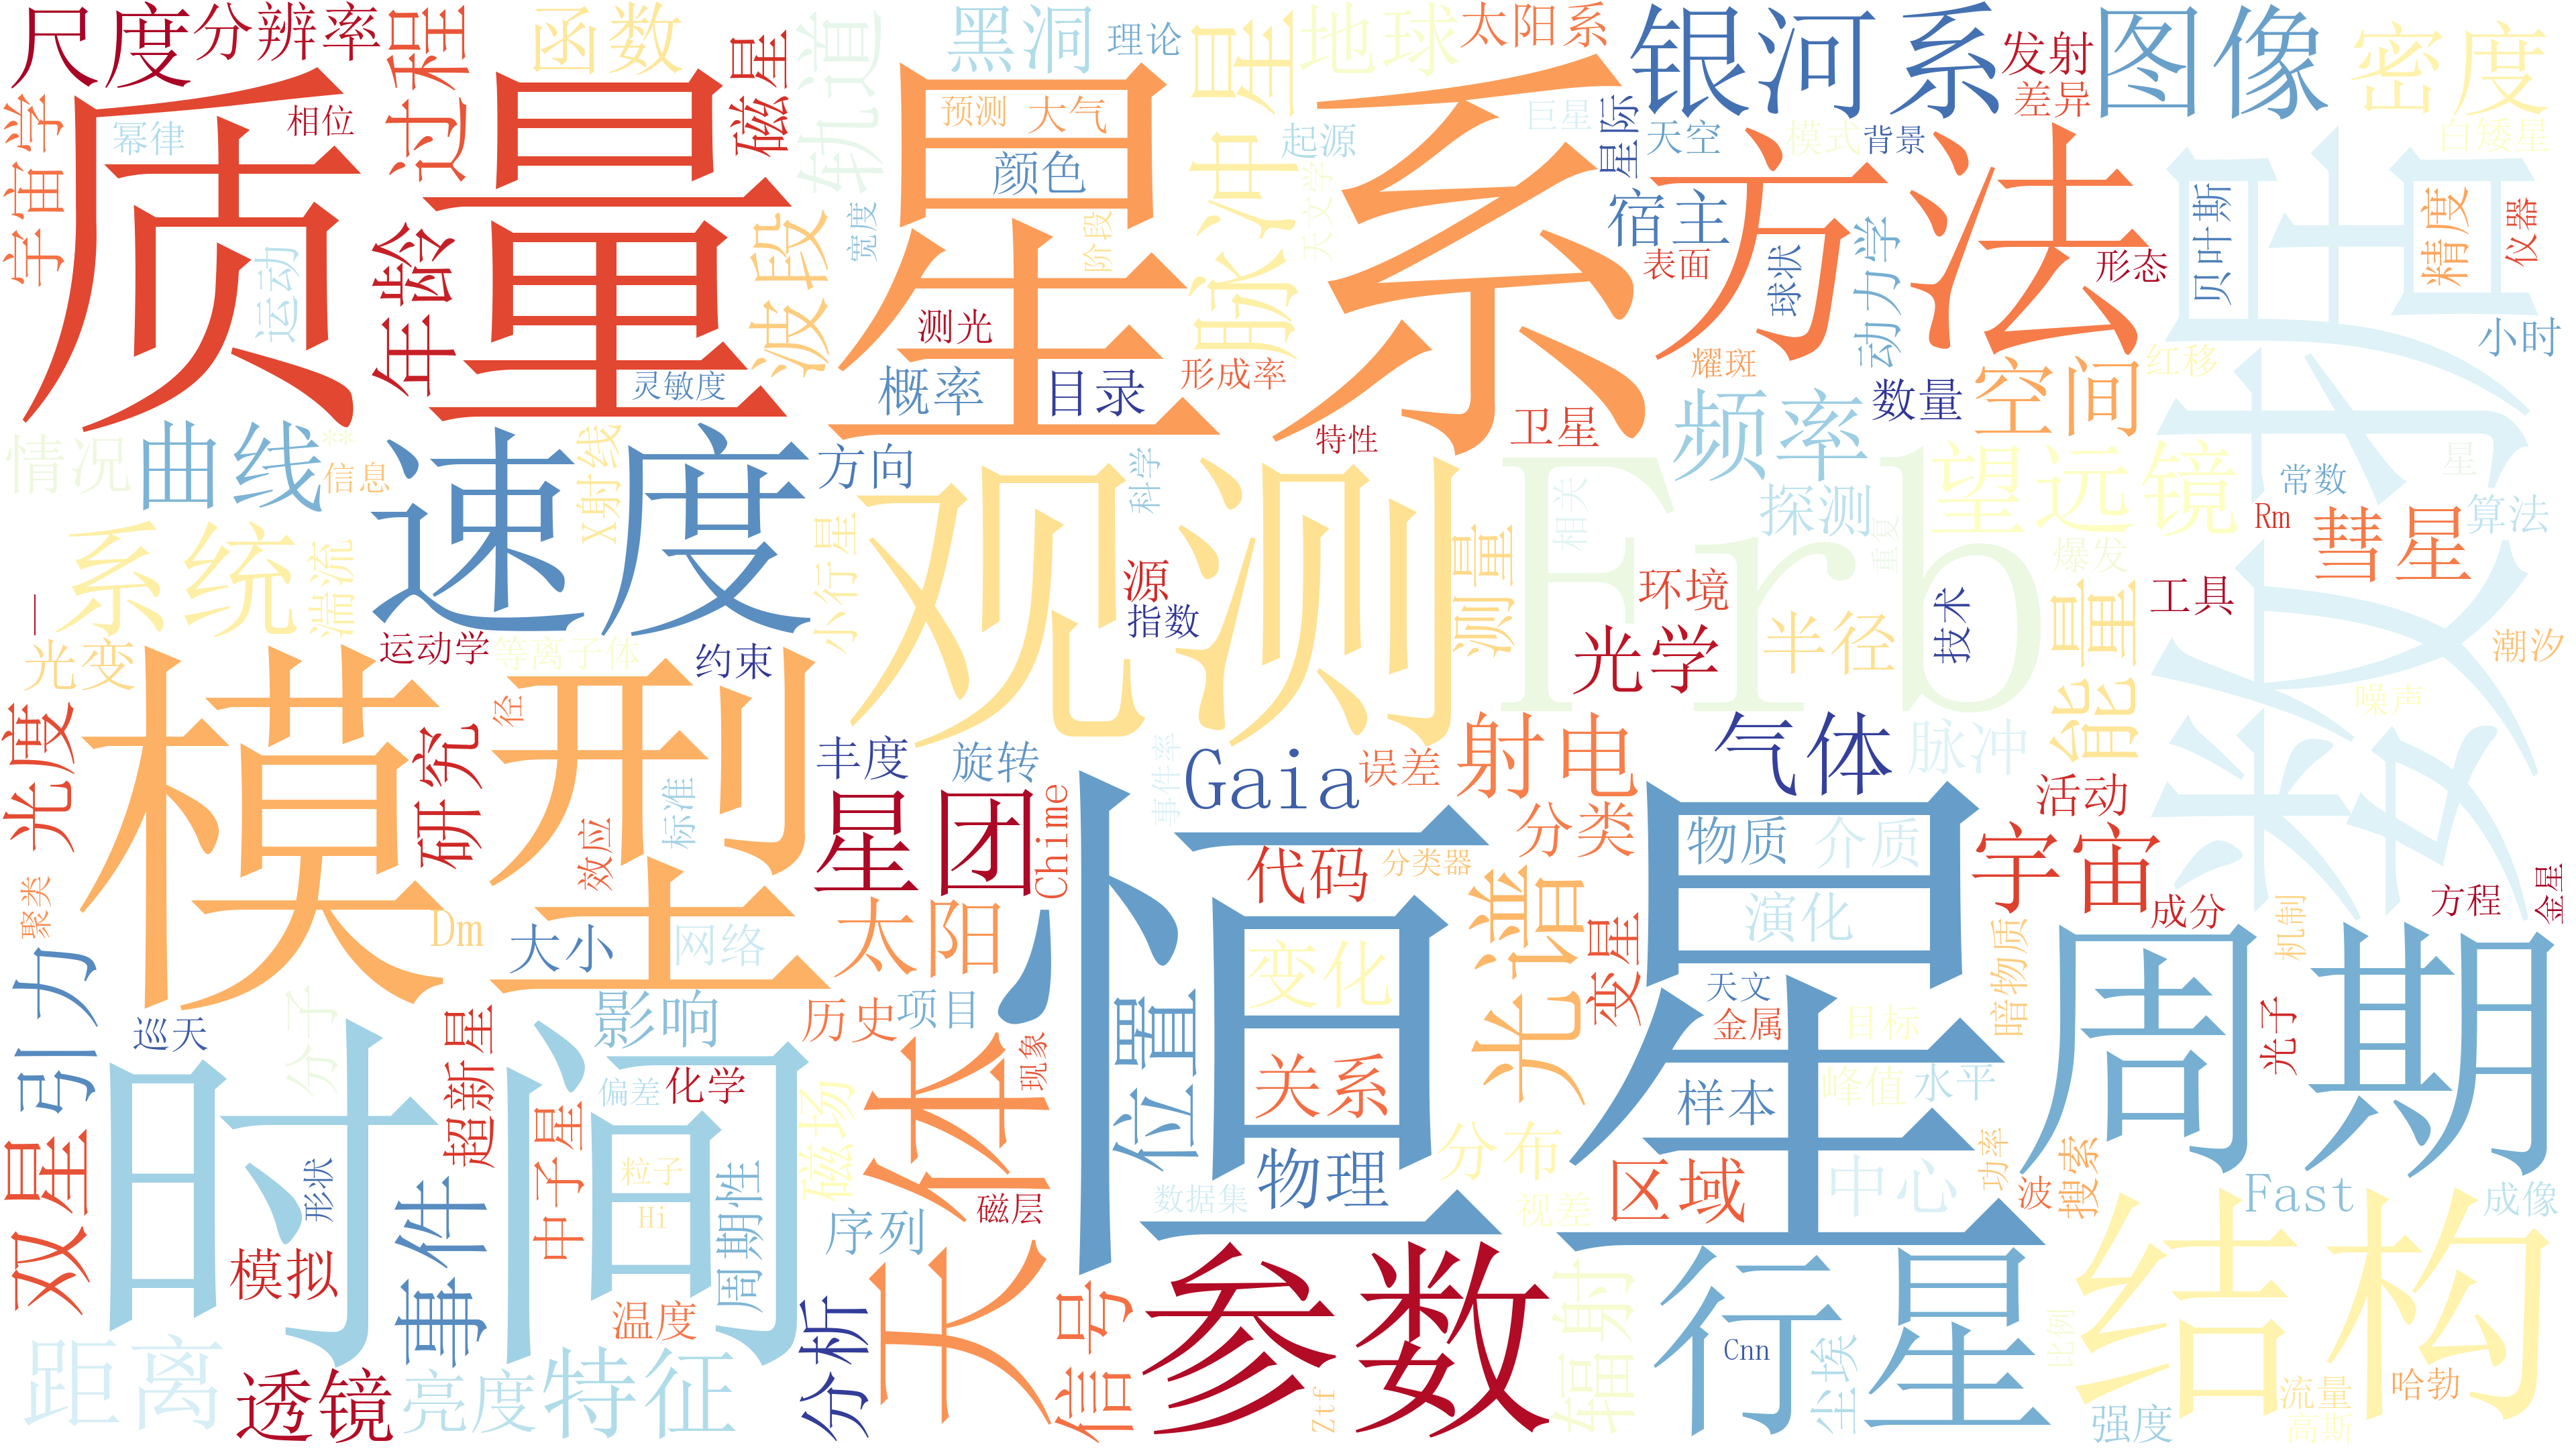 尺度
分辨率
过程
函数
磁星
轨道
黑洞
理论
脉冲星
地球
太阳系
银河系
发射
图像
密度
宇宙学
幂律
相位
质量
预测
大气
颜色
起源
巨星
星际
天空
模式
背景
差异
白矮星
星系
方法
数据
运动
年龄
波段
宽度
阶段
天文学
宿主
表面
球状
动力学
形态
贝叶斯
精度
仪器
灵敏度
测光
概率
目录
形成率
特性
卫星
耀斑
数量
空间
红移
小时
情况
曲线
**
信息
速度
X射线
方向
观测
科学
Frb
相关
频率
探测
重复
望远镜
爆发
Rm
常数
星
彗星
算法
系统
湍流
小行星
源
指数
测量
环境
光学
半径
技术
能量
工具
潮汐
噪声
一
光变
运动学
等离子体
约束
模型
径
光度
研究
丰度
旋转
事件率
Gaia
误差
射电
气体
脉冲
活动
标准
效应
星团
Chime
代码
分类器
分类
物质
介质
宇宙
成分
方程
金星
聚类
引力
Dm
大小
网络
太阳
恒星
变化
光谱
变星
演化
天文
金属
目标
暗物质
机制
周期
光子
巡天
分子
时间
超新星
影响
历史
项目
位置
关系
样本
峰值
水平
双星
形状
事件
中子星
偏差
化学
粒子
Hi
周期性
磁场
天体
现象
磁层
序列
数据集
物理
分布
视差
区域
中心
功率
波
搜索
Fast
成像
模拟
温度
分析
信号
参数
Ztf
辐射
行星
Cnn
尘埃
比例
结构
哈勃
流量
高斯
强度
距离
透镜
亮度
特征